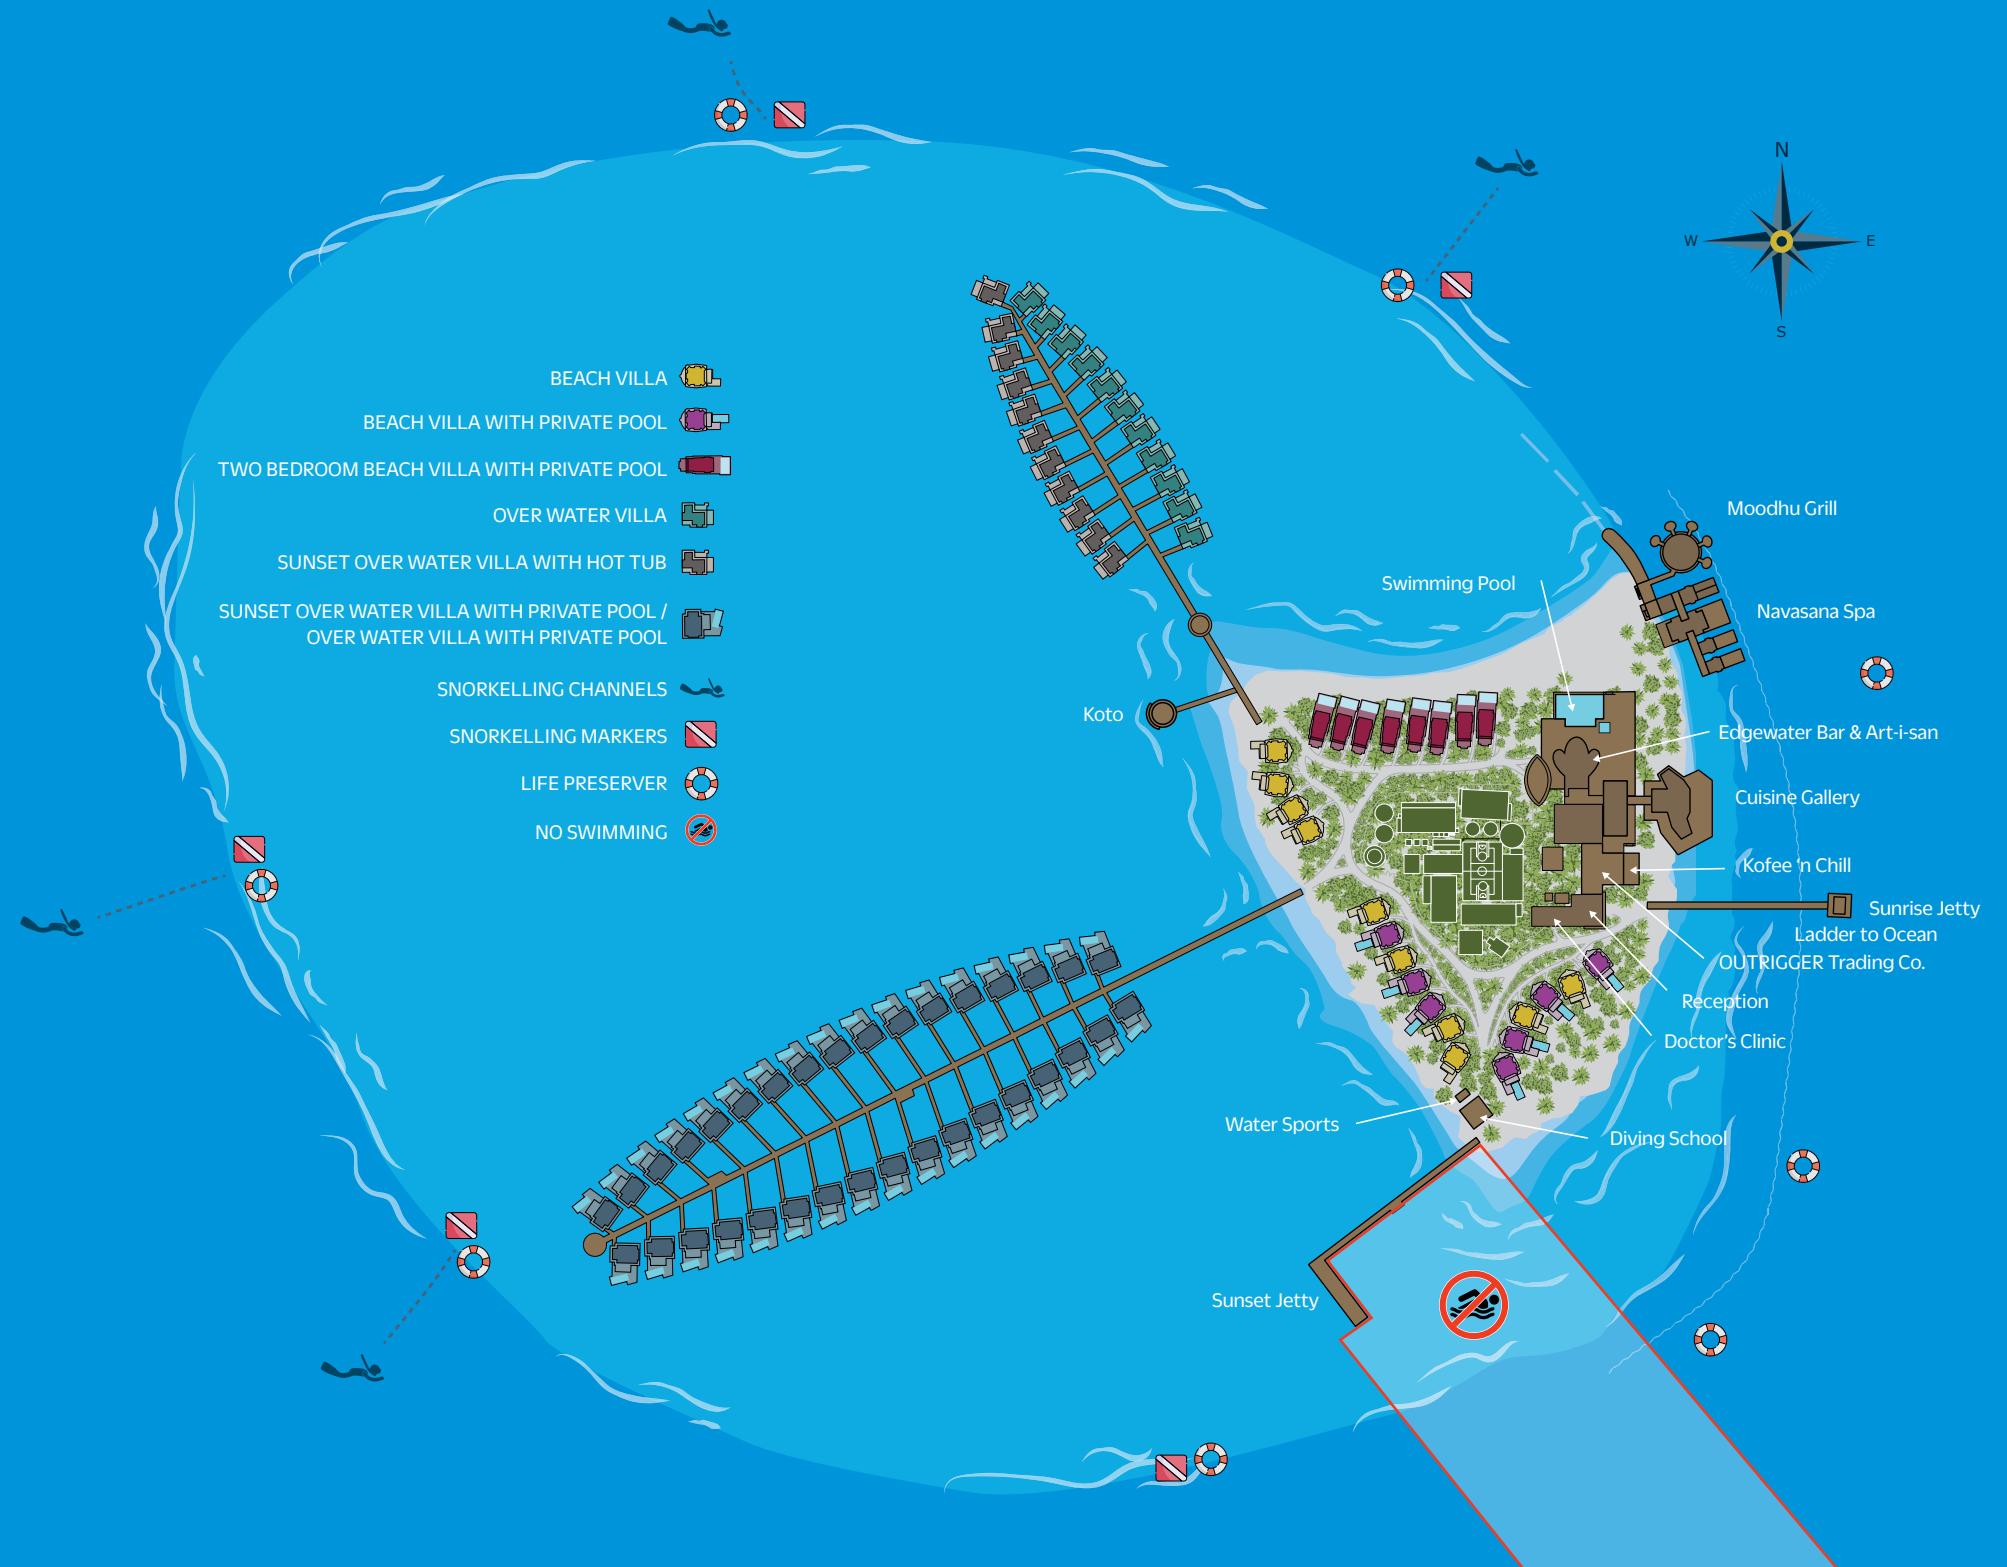 N
W
E
S
BEACH VILLA
BEACH VILLA WITH PRIVATE POOL
TWO BEDROOM BEACH VILLA WITH PRIVATE POOL
OVER WATER VILLA
SUNSET OVER WATER VILLA WITH HOT TUB
SUNSET OVER WATER VILLA WITH PRIVATE POOL /
OVER WATER VILLA WITH PRIVATE POOL
SNORKELLING CHANNELS
SNORKELLING MARKERS
LIFE PRESERVER
NO SWIMMING
Moodhu Grill
Swimming Pool
Navasana Spa
Koto
Edgewater Bar & Art-i-san
Cuisine Gallery
Kofee 'n Chill
Sunrise Jetty
Ladder to Ocean
OUTRIGGER Trading Co.
Reception
Doctor's Clinic
Water Sports
Diving School
Sunset Jetty